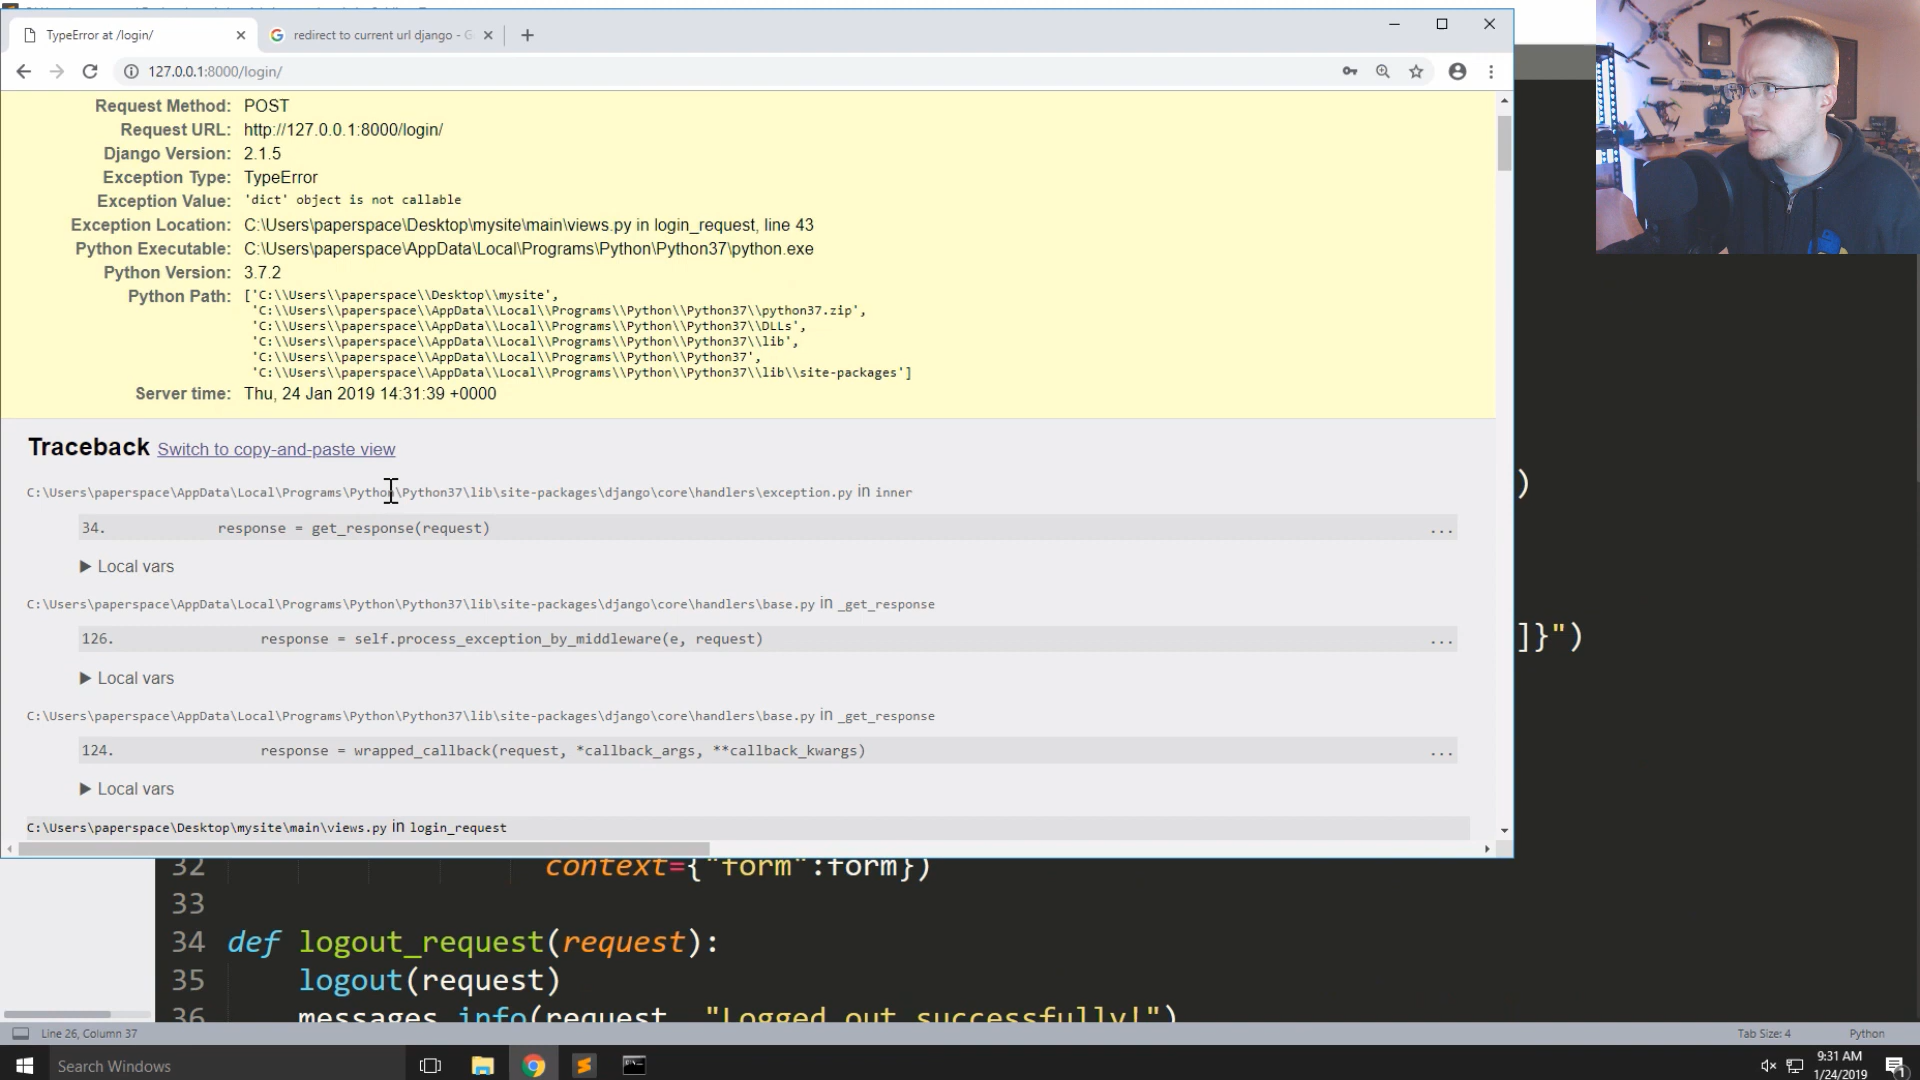 TypeError at /login/
redirect to current url django - G
127.0.0.1:8000/login/
Request Method: POST
Request URL: http://127.0.0.1:8000/login/
Django Version: 2.1.5
Exception Type: TypeError
Exception Value: 'dict' object is not callable
Exception Location: C:\Users\paperspace\Desktop\mysite\main\views.py in login_request, line 43
Python Executable: C:\Users\paperspace\AppData\Local\Programs\Python\Python37\python.exe
Python Version: 3.7.2
Python Path: ['C:\\Users\\paperspace\\Desktop\\mysite',
'C:\\Users\\paperspace\\AppData\\Local\\Programs\\Python\\Python37\\python37.zip',
'C:\\Users\\paperspace\\AppData\\Local\\Programs\\Python\\Python37\\DLLs',
'C:\\Users\\paperspace\\AppData\\Local\\Programs\\Python\\Python37\\lib',
'C:\\Users\\paperspace\\AppData\\Local\\Programs\\Python\\Python37',
'C:\\Users\\paperspace\\AppData\\Local\\Programs\\Python\\Python37\\lib\\site-packages']
Server time: Thu, 24 Jan 2019 14:31:39 +0000
Traceback Switch to copy-and-paste view
C:\Users\paperspace\AppData\Local\Programs\Python\Python37\lib\site-packages\django\core\handlers\exception.py in inner
34. response = get_response(request) ...
)
▶ Local vars
C:\Users\paperspace\AppData\Local\Programs\Python\Python37\lib\site-packages\django\core\handlers\base.py in _get_response
126. response = self.process_exception_by_middleware(e, request) ...
]}")
▶ Local vars
C:\Users\paperspace\AppData\Local\Programs\Python\Python37\lib\site-packages\django\core\handlers\base.py in _get_response
124. response = wrapped_callback(request, *callback_args, **callback_kwargs) ...
▶ Local vars
C:\Users\paperspace\Desktop\mysite\main\views.py in login_request
32 context={"form":form})
33
34 def logout_request(request):
35 logout(request)
36 messages.info(request, "Logged out successfully!")
Line 26, Column 37
Tab Size: 4
Python
Search Windows
9:31 AM
1/24/2019
1